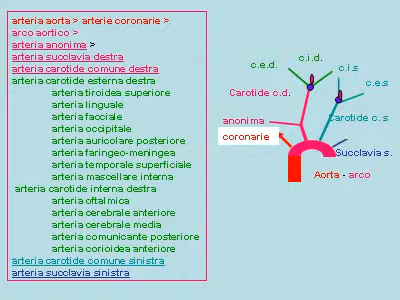 arteria aorta > arterie coronarie >
arco aortico >
arteria anonima >
arteria succlavia destra
arteria carotide comune destra
arteria carotide esterna destra
arteria tiroidea superiore
arteria linguale
arteria facciale
arteria occipitale
arteria auricolare posteriore
arteria faringeo-meningea
arteria temporale superficiale
arteria mascellare interna
arteria carotide interna destra
arteria oftalmica
arteria cerebrale anteriore
arteria cerebrale media
arteria comunicante posteriore
arteria corioidea anteriore
arteria carotide comune sinistra
arteria succlavia sinistra
c.e.d.
c.i.d.
c.i.s
c.e.s
Carotide c.d.
Carotide c. s
anonima
coronarie
Succlavia s.
Aorta - arco